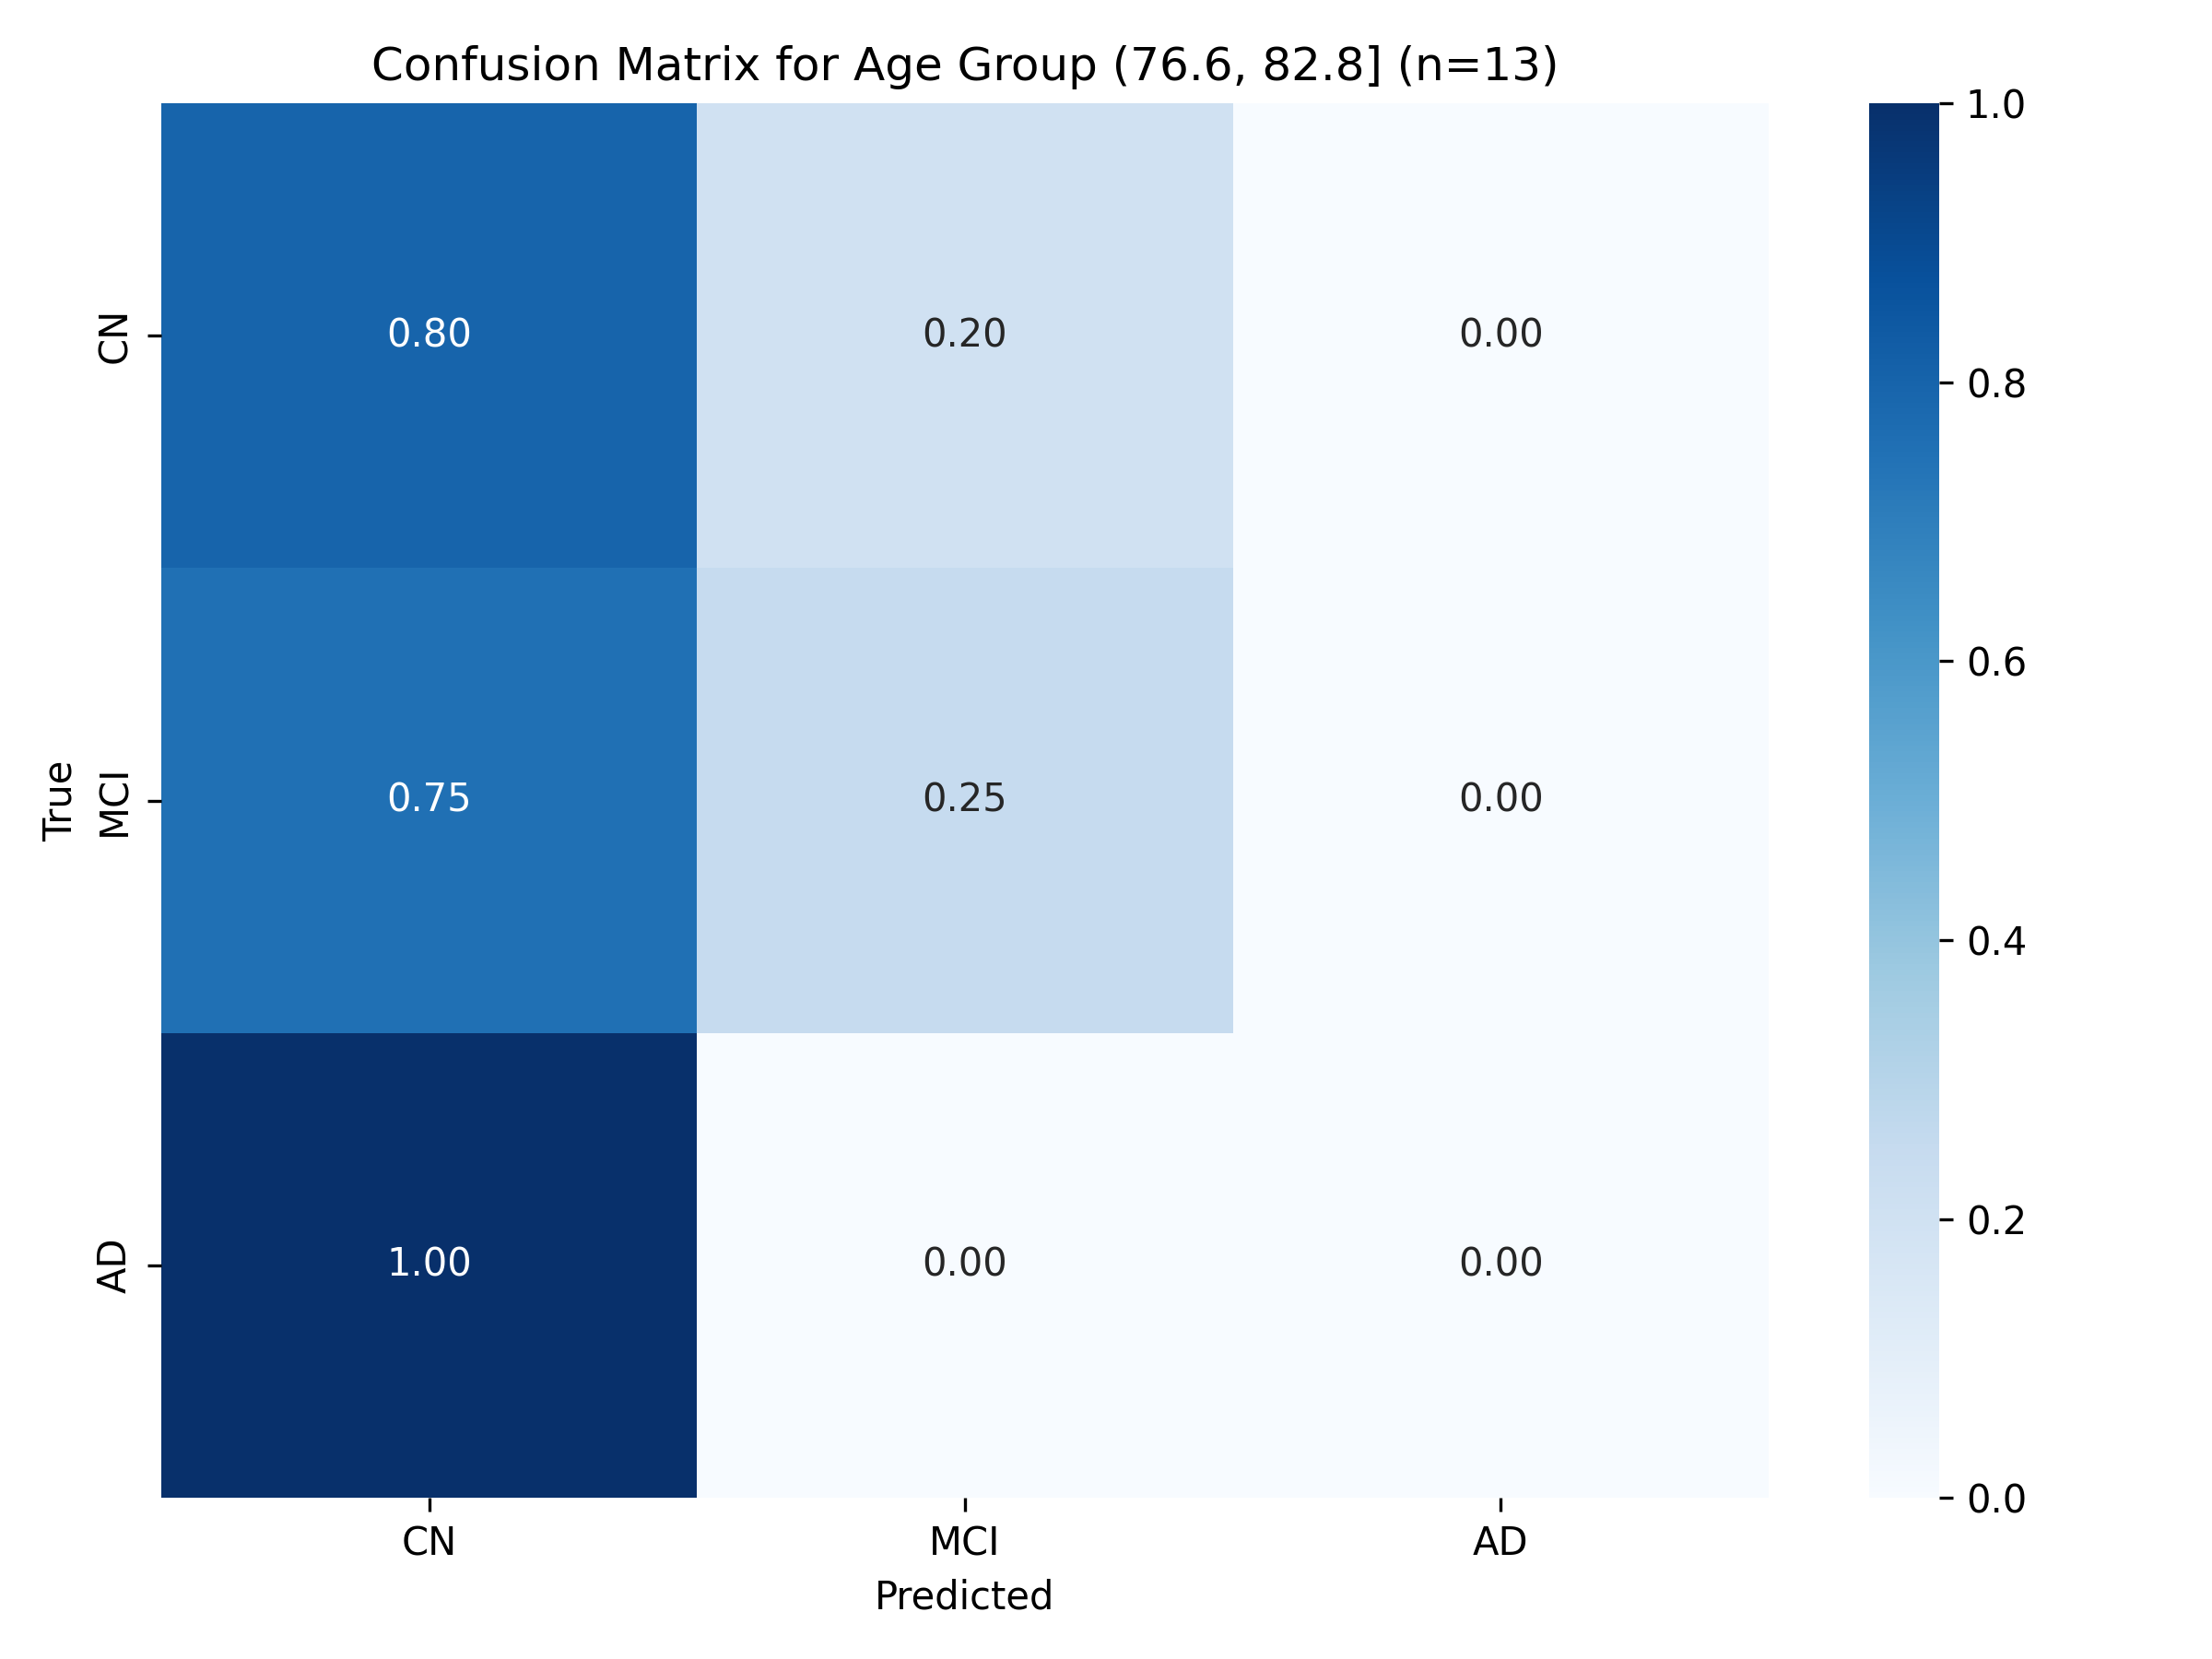 Confusion Matrix for Age Group (76.6, 82.8] (n=13)
True
CN
0.80 0.20 0.00
MCI
0.75 0.25 0.00
AD
1.00 0.00 0.00
CN MCI AD
Predicted
1.0
0.8
0.6
0.4
0.2
0.0